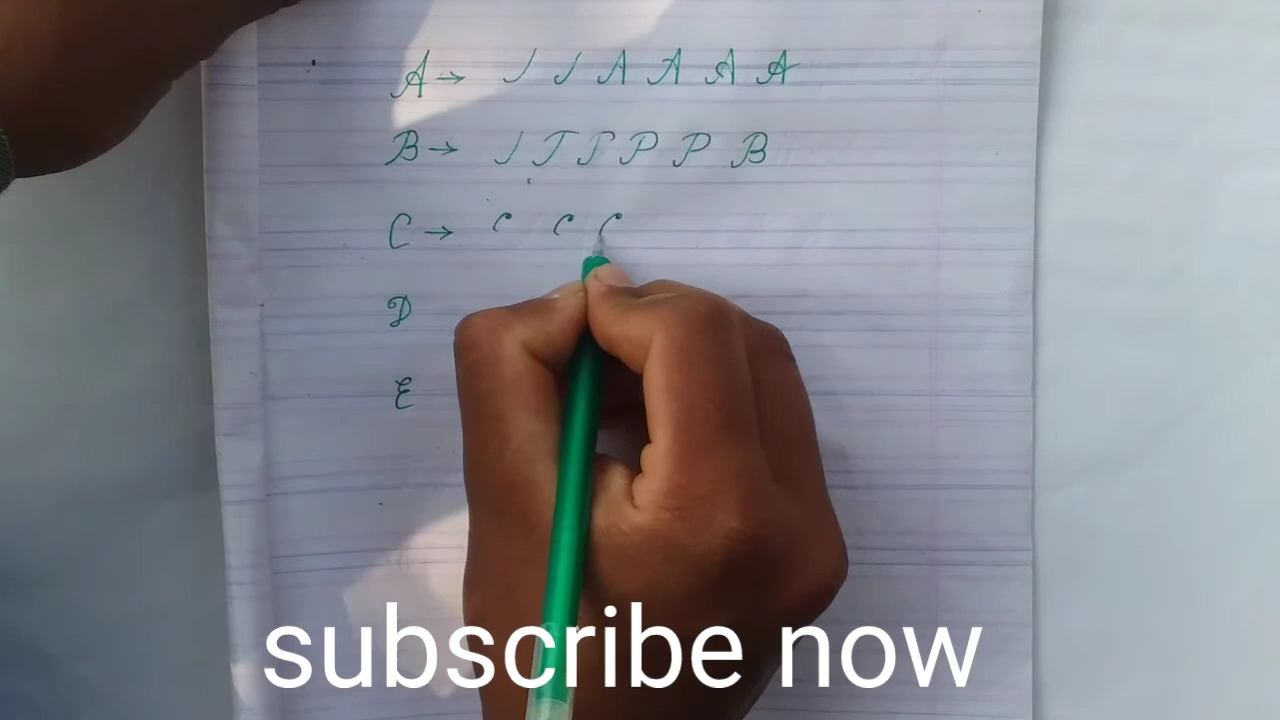 A → J J A A A A
B → J T P P P B
C → C C C
D
E
subscribe now